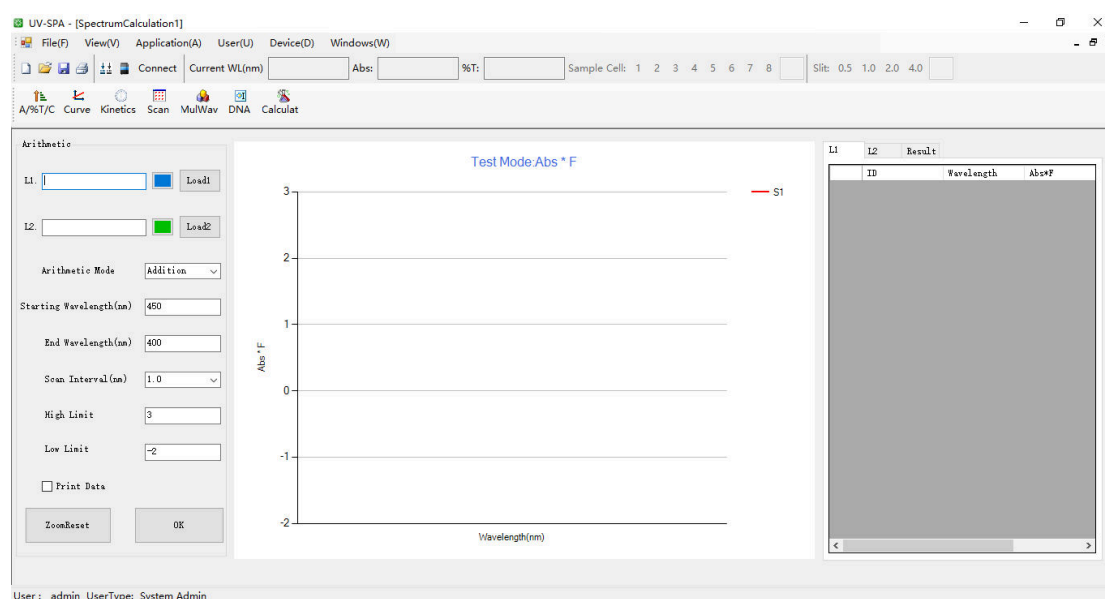 UV-SPA - [SpectrumCalculation1]
File(F) View(V) Application(A) User(U) Device(D) Windows(W)
Connect Current WL(nm) Abs: %T: Sample Cell: 1 2 3 4 5 6 7 8 Slit: 0.5 1.0 2.0 4.0
A/%T/C Curve Kinetics Scan MulWav DNA Calculat
Arithmetic
L1. Load1
L2. Load2
Arithmetic Mode Addition
Starting Wavelength(nm) 450
End Wavelength(nm) 400
Scan Interval(nm) 1.0
High Limit 3
Low Limit -2
Print Data
ZoomReset OK
Test Mode:Abs * F
S1
3
2
1
0
-1
-2
Abs * F
Wavelength(nm)
L1 L2 Result
ID Wavelength Abs*F
User : admin UserType: System Admin